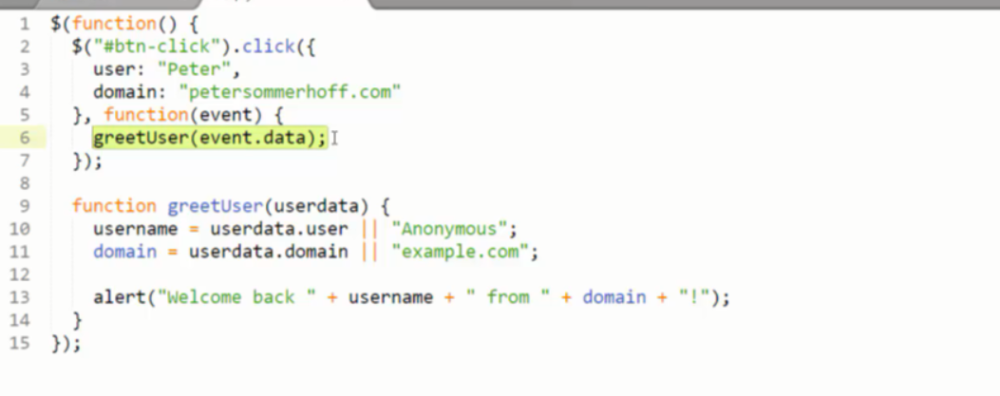 1 $(function() {
2 $("#btn-click").click({
3 user: "Peter",
4 domain: "petersommerhoff.com"
5 }, function(event) {
6 greetUser(event.data);
7 });
8
9 function greetUser(userdata) {
10 username = userdata.user || "Anonymous";
11 domain = userdata.domain || "example.com";
12
13 alert("Welcome back " + username + " from " + domain + "!");
14 }
15 });